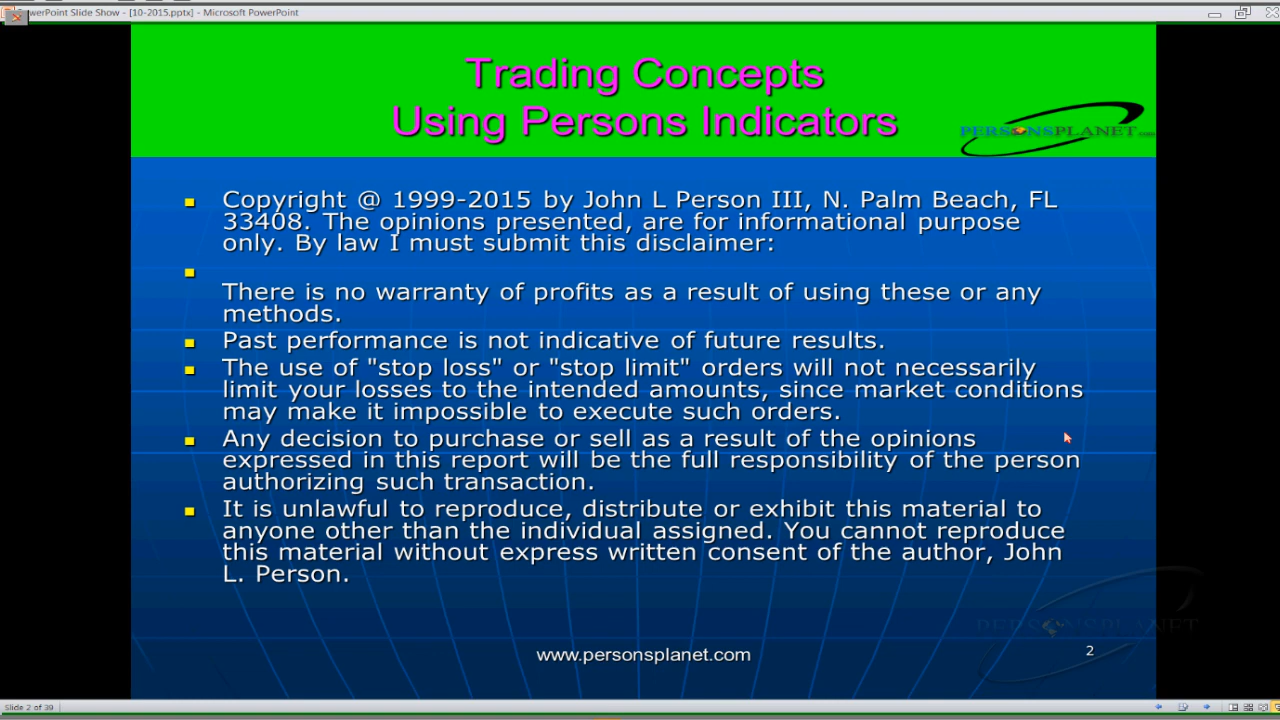 PowerPoint Slide Show - [10-2015.pptx] - Microsoft PowerPoint
Trading Concepts
Using Persons Indicators
PERSONSPLANET.com
Copyright @ 1999-2015 by John L Person III, N. Palm Beach, FL
33408. The opinions presented, are for informational purpose
only. By law I must submit this disclaimer:
There is no warranty of profits as a result of using these or any
methods.
Past performance is not indicative of future results.
The use of "stop loss" or "stop limit" orders will not necessarily
limit your losses to the intended amounts, since market conditions
may make it impossible to execute such orders.
Any decision to purchase or sell as a result of the opinions
expressed in this report will be the full responsibility of the person
authorizing such transaction.
It is unlawful to reproduce, distribute or exhibit this material to
anyone other than the individual assigned. You cannot reproduce
this material without express written consent of the author, John
L. Person.
PERSONSPLANET
www.personsplanet.com
2
Slide 2 of 39